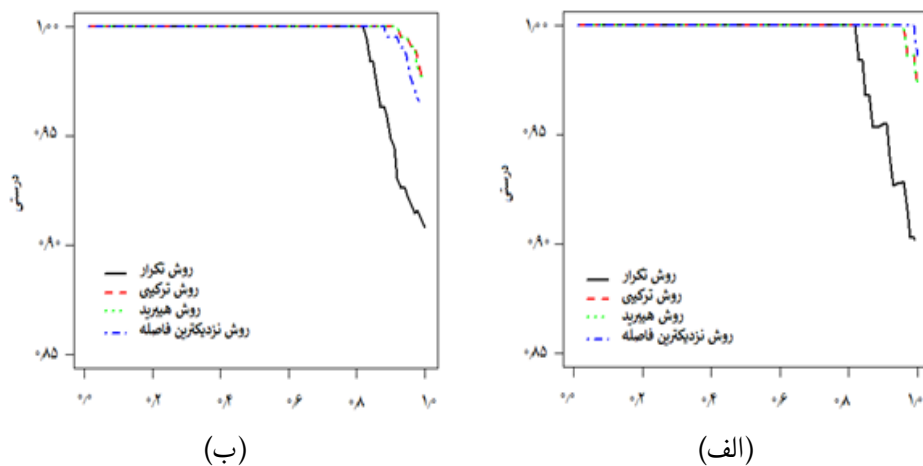 ۱٫۰۰
۰٫۹۵
۰٫۹۰
۰٫۸۵
درستی
روش تکرار
روش ترکیبی
روش هیبرید
روش نزدیکترین فاصله
۰٫۰ ۰٫۲ ۰٫۴ ۰٫۶ ۰٫۸ ۱٫۰
(الف)
۱٫۰۰
۰٫۹۵
۰٫۹۰
۰٫۸۵
درستی
روش تکرار
روش ترکیبی
روش هیبرید
روش نزدیکترین فاصله
۰٫۰ ۰٫۲ ۰٫۴ ۰٫۶ ۰٫۸ ۱٫۰
(ب)